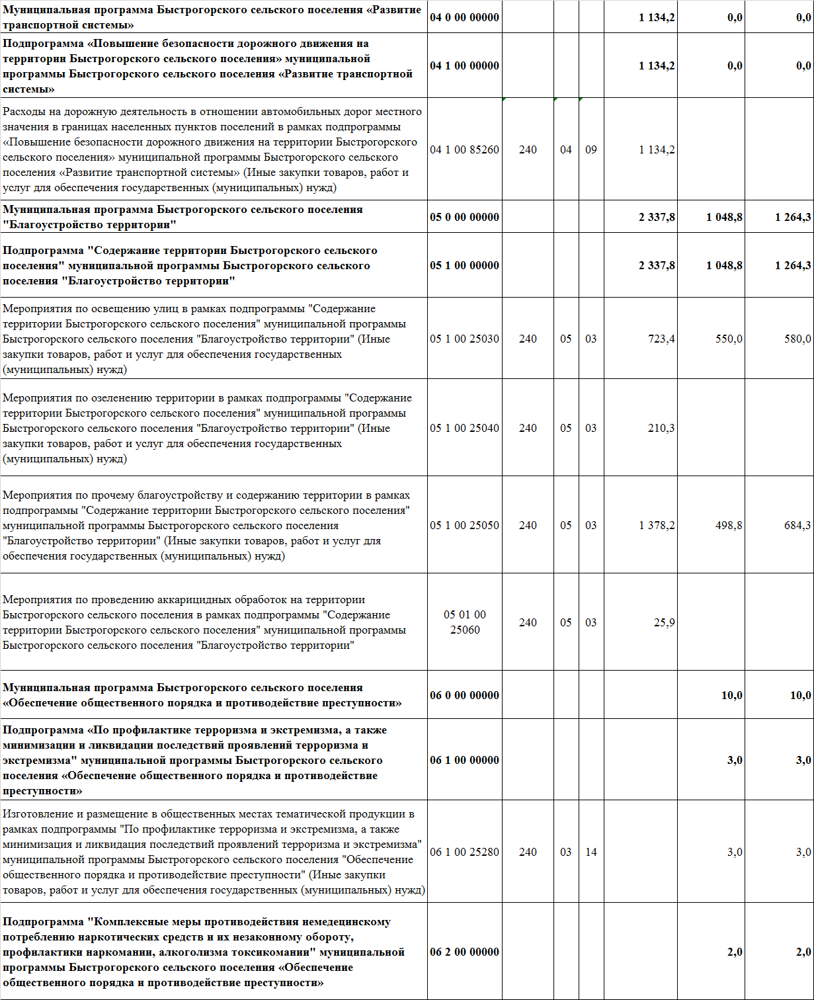 Муниципальная программа Быстрогорского сельского поселения «Развитие
транспортной системы»
04 0 00 00000
1 134,2
0,0
0,0
Подпрограмма «Повышение безопасности дорожного движения на
территории Быстрогорского сельского поселения» муниципальной
программы Быстрогорского сельского поселения «Развитие транспортной
системы»
04 1 00 00000
1 134,2
0,0
0,0
Расходы на дорожную деятельность в отношении автомобильных дорог местного
значения в границах населенных пунктов поселений в рамках подпрограммы
«Повышение безопасности дорожного движения на территории Быстрогорского
сельского поселения» муниципальной программы Быстрогорского сельского
поселения «Развитие транспортной системы» (Иные закупки товаров, работ и
услуг для обеспечения государственных (муниципальных) нужд)
04 1 00 85260
240
04
09
1 134,2
Муниципальная программа Быстрогорского сельского поселения
"Благоустройство территории"
05 0 00 00000
2 337,8
1 048,8
1 264,3
Подпрограмма "Содержание территории Быстрогорского сельского
поселения" муниципальной программы Быстрогорского сельского
поселения "Благоустройство территории"
05 1 00 00000
2 337,8
1 048,8
1 264,3
Мероприятия по освещению улиц в рамках подпрограммы "Содержание
территории Быстрогорского сельского поселения" муниципальной программы
Быстрогорского сельского поселения "Благоустройство территории" (Иные
закупки товаров, работ и услуг для обеспечения государственных
(муниципальных) нужд)
05 1 00 25030
240
05
03
723,4
550,0
580,0
Мероприятия по озеленению территории в рамках подпрограммы "Содержание
территории Быстрогорского сельского поселения" муниципальной программы
Быстрогорского сельского поселения "Благоустройство территории" (Иные
закупки товаров, работ и услуг для обеспечения государственных
(муниципальных) нужд)
05 1 00 25040
240
05
03
210,3
Мероприятия по прочему благоустройству и содержанию территории в рамках
подпрограммы "Содержание территории Быстрогорского сельского поселения"
муниципальной программы Быстрогорского сельского поселения
"Благоустройство территории" (Иные закупки товаров, работ и услуг для
обеспечения государственных (муниципальных) нужд)
05 1 00 25050
240
05
03
1 378,2
498,8
684,3
Мероприятия по проведению аккарицидных обработок на территории
Быстрогорского сельского поселения в рамках подпрограммы "Содержание
территории Быстрогорского сельского поселения" муниципальной программы
Быстрогорского сельского поселения "Благоустройство территории"
05 01 00
25060
240
05
03
25,9
Муниципальная программа Быстрогорского сельского поселения
«Обеспечение общественного порядка и противодействие преступности»
06 0 00 00000
10,0
10,0
Подпрограмма «По профилактике терроризма и экстремизма, а также
минимизации и ликвидации последствий проявлений терроризма и
экстремизма" муниципальной программы Быстрогорского сельского
поселения «Обеспечение общественного порядка и противодействие
преступности»
06 1 00 00000
3,0
3,0
Изготовление и размещение в общественных местах тематической продукции в
рамках подпрограммы "По профилактике терроризма и экстремизма, а также
минимизация и ликвидация последствий проявлений терроризма и экстремизма"
муниципальной программы Быстрогорского сельского поселения "Обеспечение
общественного порядка и противодействие преступности" (Иные закупки
товаров, работ и услуг для обеспечения государственных (муниципальных) нужд)
06 1 00 25280
240
03
14
3,0
3,0
Подпрограмма "Комплексные меры противодействия немедецинскому
потреблению наркотических средств и их незаконному обороту,
профилактики наркомании, алкоголизма токсикомании" муниципальной
программы Быстрогорского сельского поселения «Обеспечение
общественного порядка и противодействие преступности»
06 2 00 00000
2,0
2,0